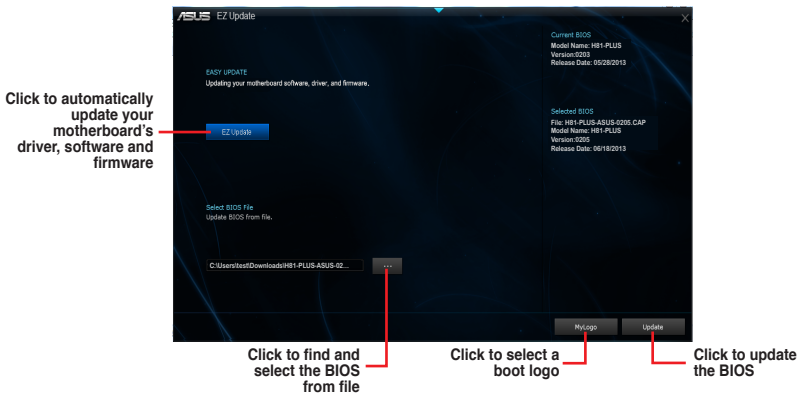 ASUS EZ Update
Current BIOS
Model Name: H81-PLUS
Version:0203
Release Date: 05/28/2013
EASY UPDATE
Updating your motherboard software, driver, and firmware.
Click to automatically
update your
motherboard's
driver, software and
firmware
EZ Update
Selected BIOS
File: H81-PLUS-ASUS-0205.CAP
Model Name: H81-PLUS
Version:0205
Release Date: 06/18/2013
Select BIOS File
Update BIOS from file.
C:\Users\test\Downloads\H81-PLUS-ASUS-02...
...
MyLogo
Update
Click to find and
select the BIOS
from file
Click to select a
boot logo
Click to update
the BIOS